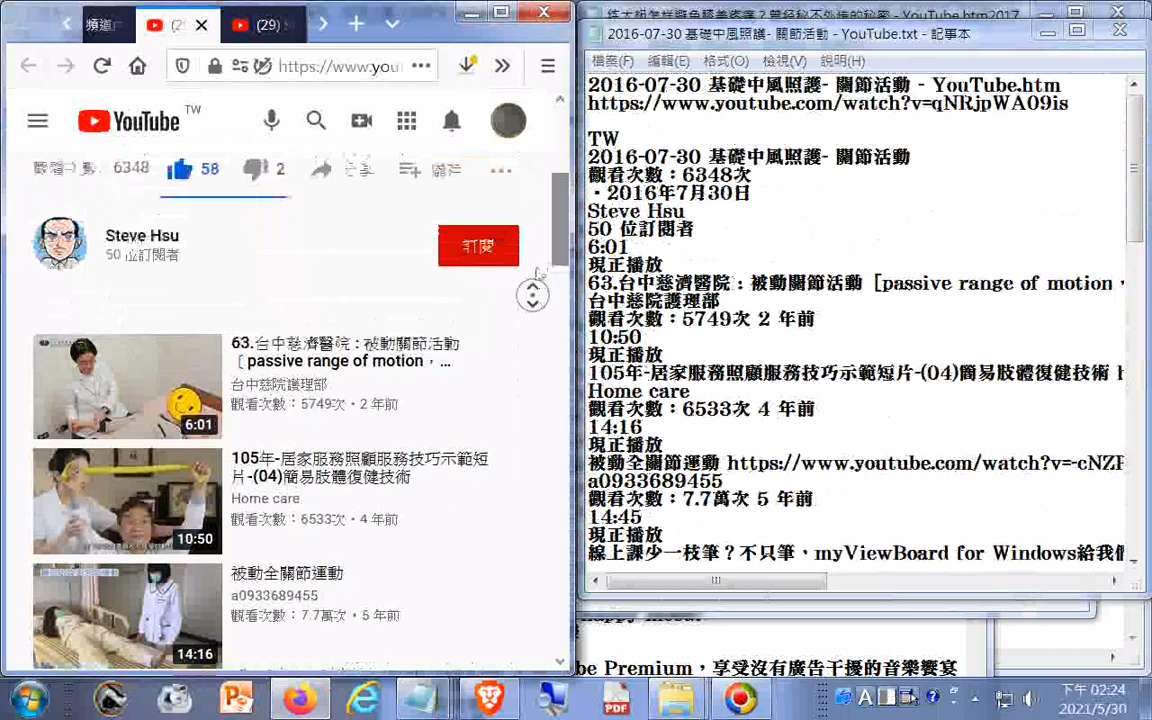 頻道
(2
(29) S
https://www.you
YouTube TW
6348 58 2
Steve Hsu
50 位訂閱者
訂閱
63.台中慈濟醫院 : 被動關節活動
〔passive range of motion，...
台中慈院護理部
觀看次數：5749次・2 年前
6:01
105年-居家服務照顧服務技巧示範短
片-(04)簡易肢體復健技術
Home care
觀看次數：6533次・4 年前
10:50
被動全關節運動
a0933689455
觀看次數：7.7萬次・5 年前
14:16
YouTube.htm2017
2016-07-30 基礎中風照護- 關節活動 - YouTube.txt - 記事本
檔案(F) 編輯(E) 格式(O) 檢視(V) 說明(H)
2016-07-30 基礎中風照護- 關節活動 - YouTube.htm
https://www.youtube.com/watch?v=qNRjpWA09is
TW
2016-07-30 基礎中風照護- 關節活動
觀看次數：6348次
・2016年7月30日
Steve Hsu
50 位訂閱者
6:01
現正播放
63.台中慈濟醫院 : 被動關節活動〔passive range of motion，
台中慈院護理部
觀看次數：5749次 2 年前
10:50
現正播放
105年-居家服務照顧服務技巧示範短片-(04)簡易肢體復健技術
Home care
觀看次數：6533次 4 年前
14:16
現正播放
被動全關節運動 https://www.youtube.com/watch?v=-cNZP
a0933689455
觀看次數：7.7萬次 5 年前
14:45
現正播放
線上課少一枝筆？不只筆、myViewBoard for Windows給我們
be Premium，享受沒有廣告干擾的音樂饗宴
下午 02:24
2021/5/30